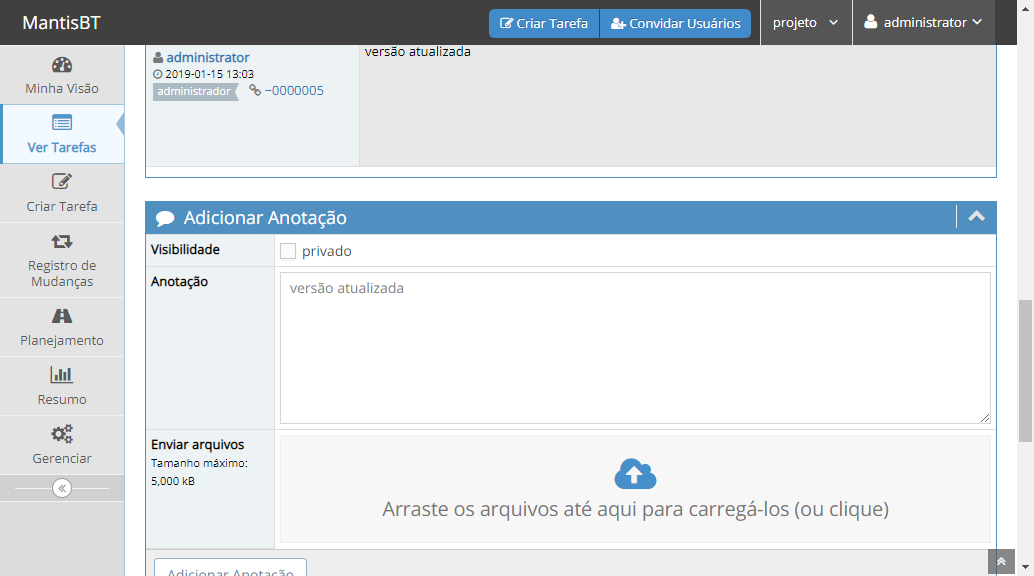 MantisBT
Criar Tarefa
Convidar Usuários
projeto
administrator
Minha Visão
Ver Tarefas
Criar Tarefa
Registro de
Mudanças
Planejamento
Resumo
Gerenciar
administrator
2019-01-15 13:03
administrador
~0000005
versão atualizada
Adicionar Anotação
Visibilidade
privado
Anotação
versão atualizada
Enviar arquivos
Tamanho máximo:
5,000 kB
Arraste os arquivos até aqui para carregá-los (ou clique)
Adicionar Anotação